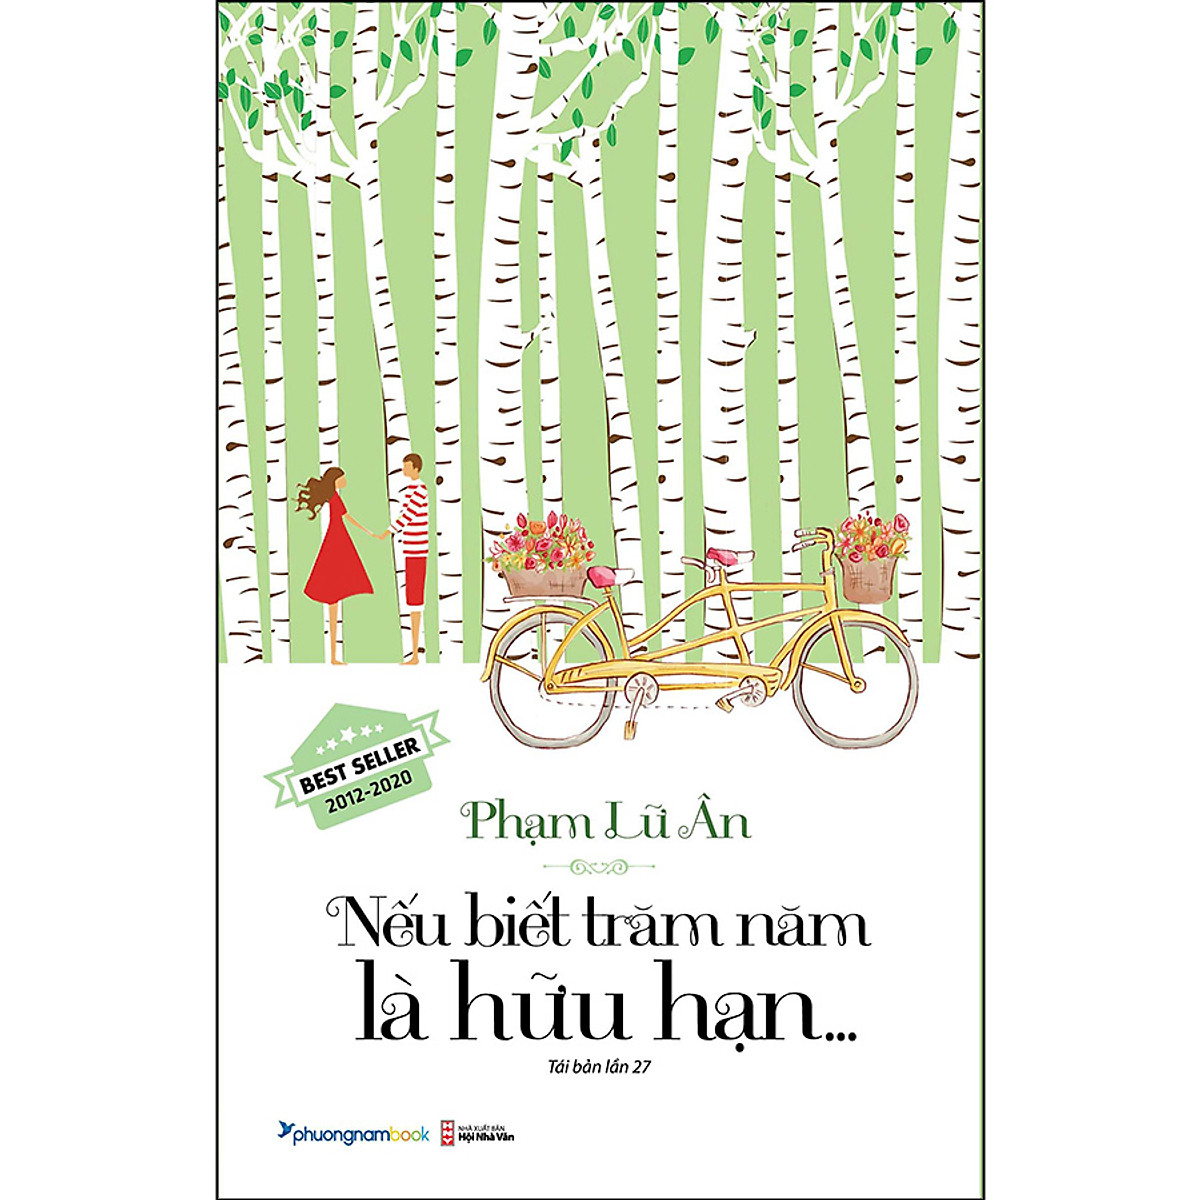 BEST SELLER
2012-2020
Phạm Lữ Ân
Nếu biết trăm năm
là hữu hạn...
Tái bản lần 27
phuongnambook
NHÀ XUẤT BẢN
Hội Nhà Văn